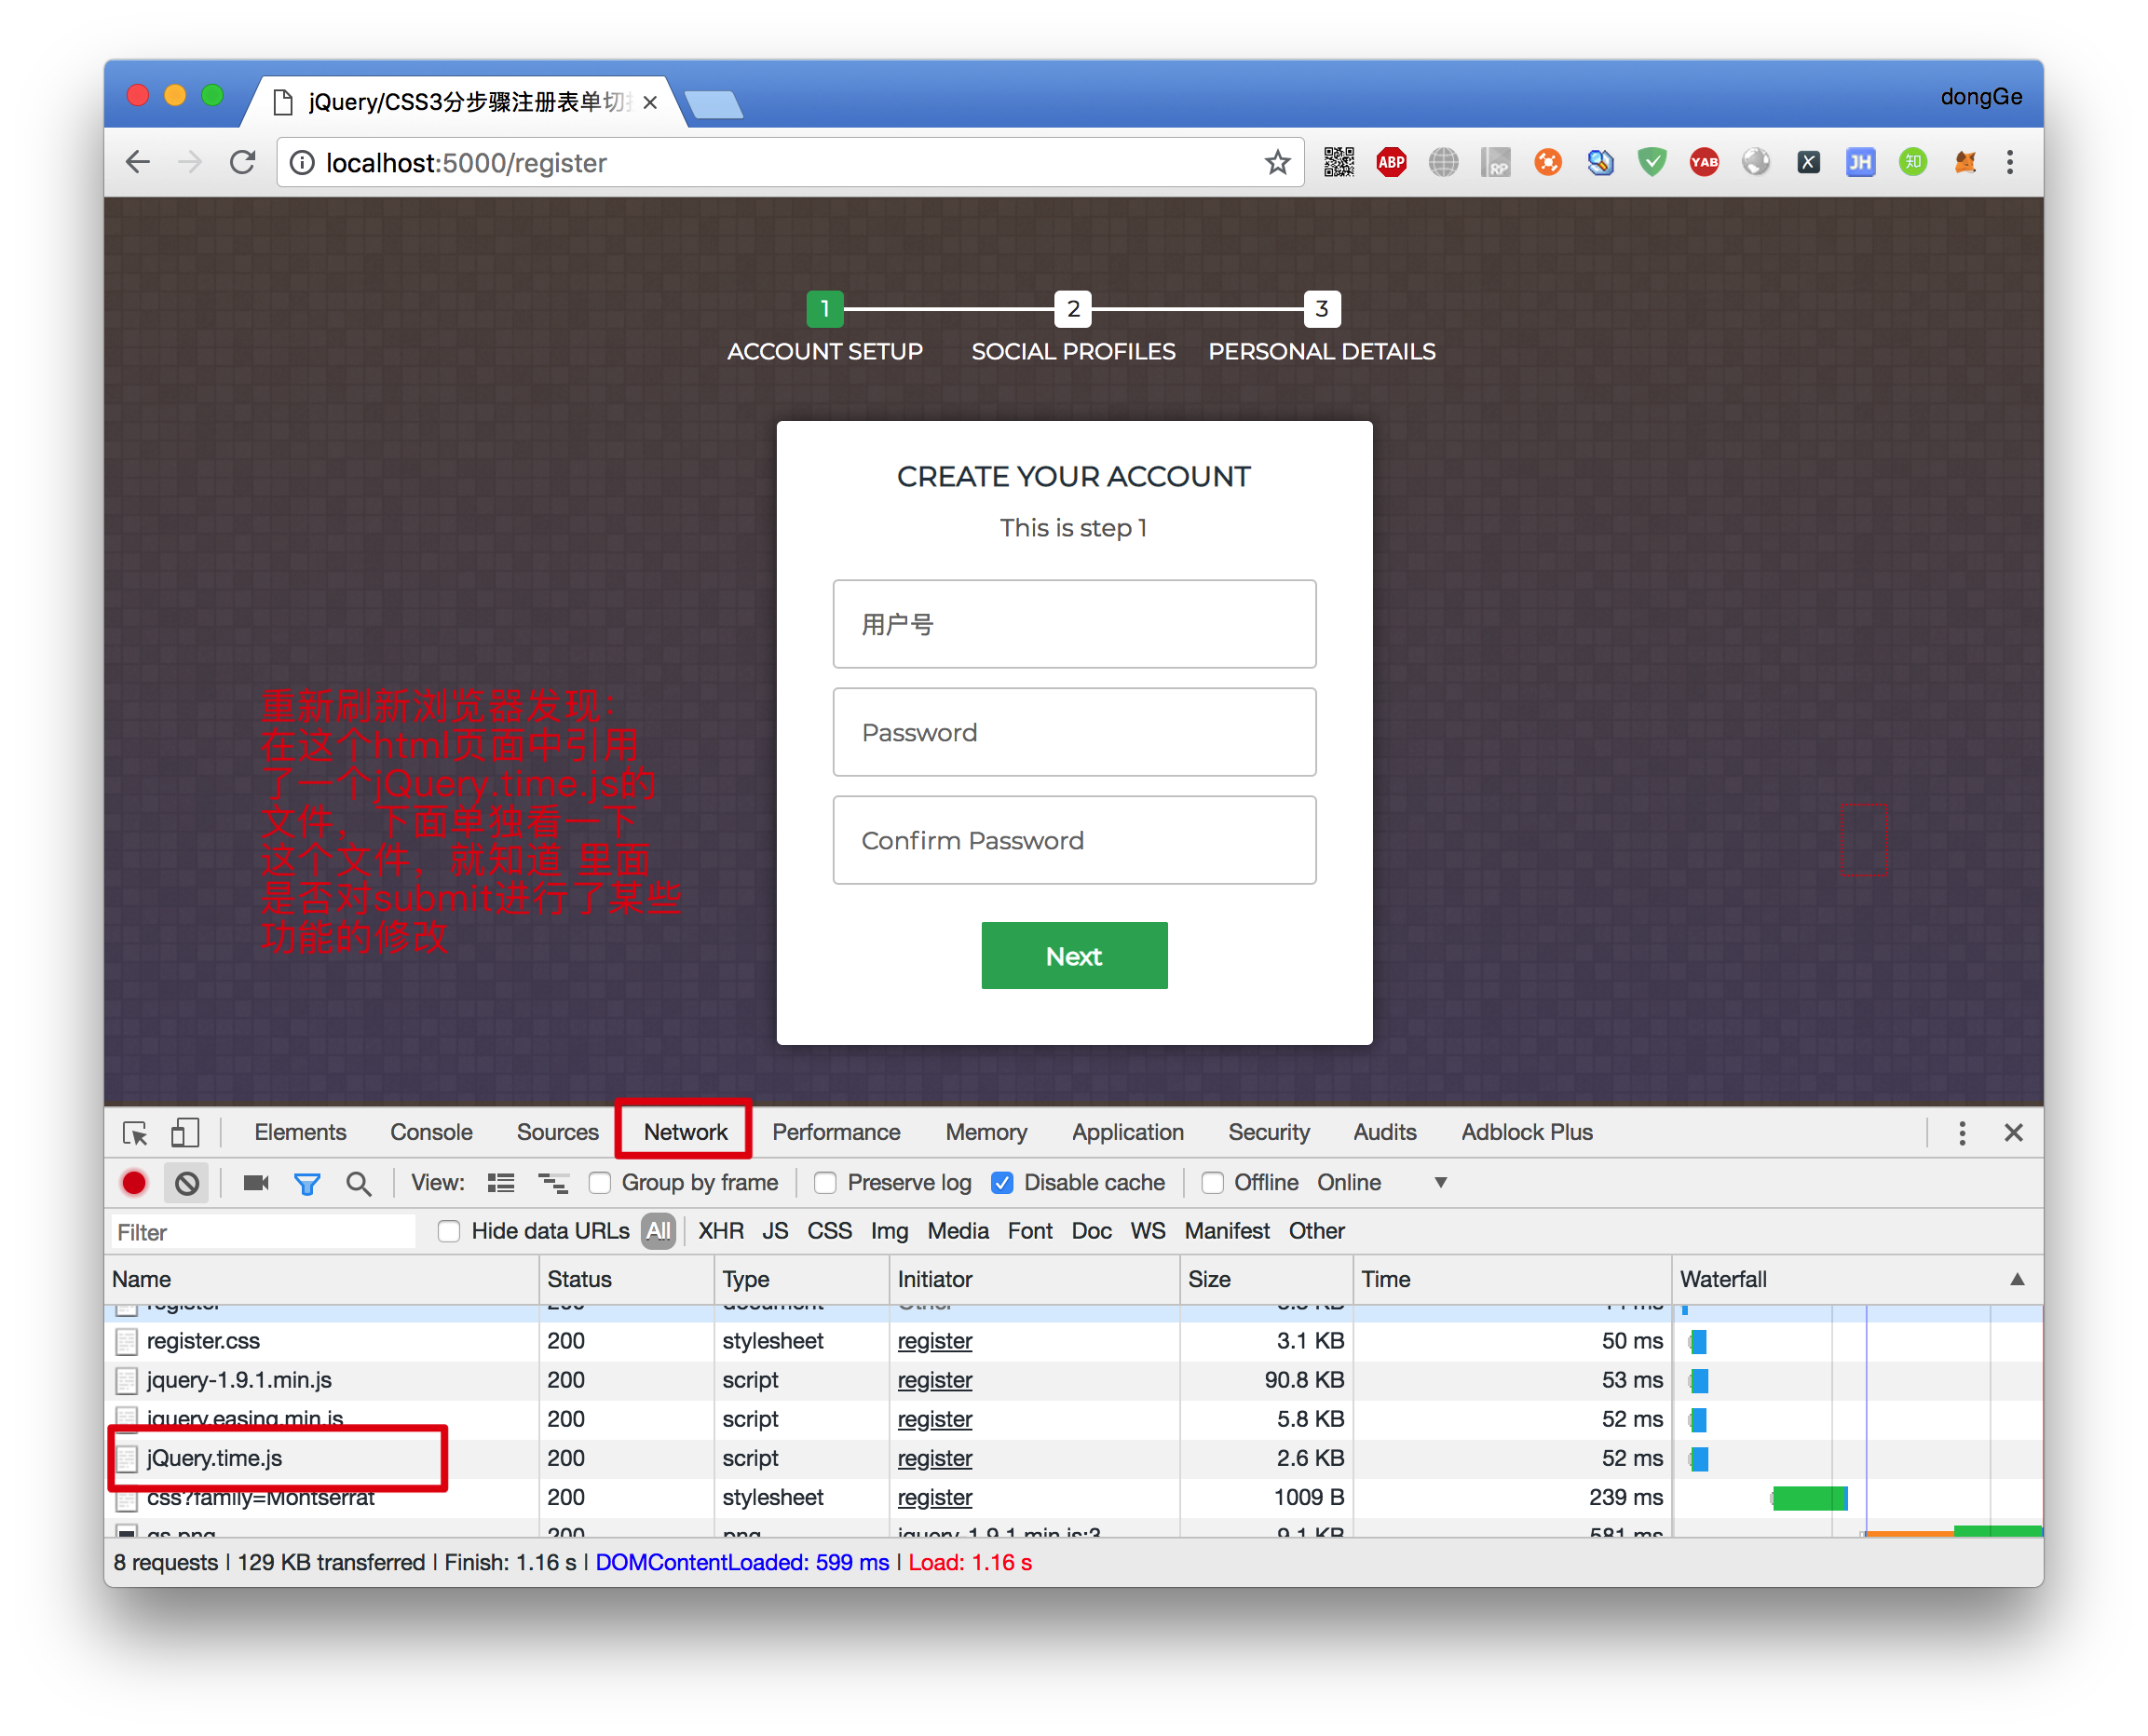 jQuery/CSS3分步骤注册表单切
dongGe
localhost:5000/register
ABP
RP
YAB
X
JH
知
1
2
3
ACCOUNT SETUP
SOCIAL PROFILES
PERSONAL DETAILS
CREATE YOUR ACCOUNT
This is step 1
用户号
Password
Confirm Password
Next
重新刷新浏览器发现：
在这个html页面中引用
了一个jQuery.time.js的
文件，下面单独看一下
这个文件，就知道 里面
是否对submit进行了某些
功能的修改
Elements Console Sources Network Performance Memory Application Security Audits Adblock Plus
View: Group by frame Preserve log Disable cache Offline Online
Filter Hide data URLs All XHR JS CSS Img Media Font Doc WS Manifest Other
Name Status Type Initiator Size Time Waterfall
register 200 document Other
register.css 200 stylesheet register 3.1 KB 50 ms
jquery-1.9.1.min.js 200 script register 90.8 KB 53 ms
jquery.easing.min.js 200 script register 5.8 KB 52 ms
jQuery.time.js 200 script register 2.6 KB 52 ms
css?family=Montserrat 200 stylesheet register 1009 B 239 ms
gs.png 200 png jquery-1.9.1.min.js:3 9.1 KB 581 ms
8 requests | 129 KB transferred | Finish: 1.16 s | DOMContentLoaded: 599 ms | Load: 1.16 s